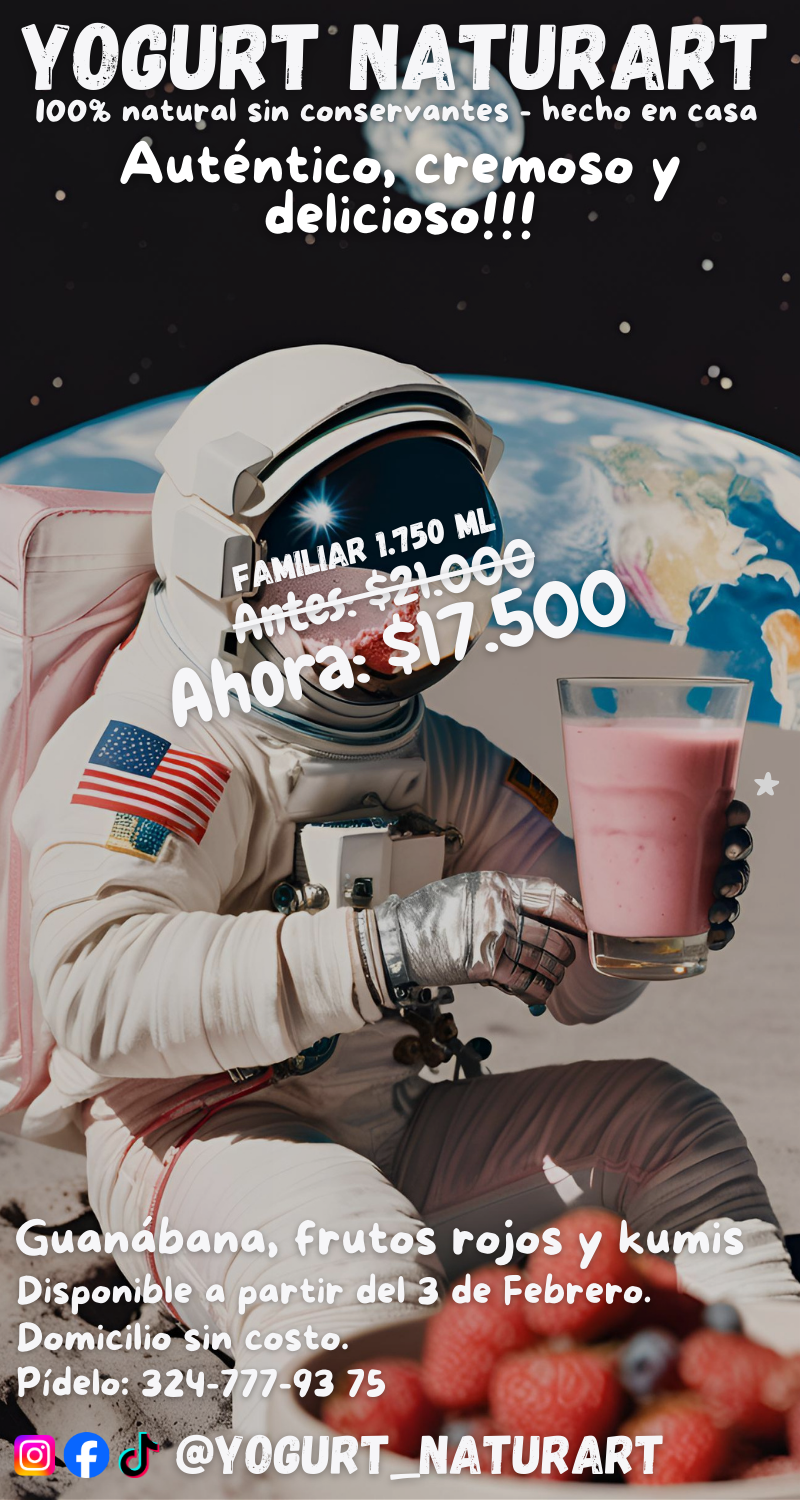 YOGURT NATURART
100% natural sin conservantes - hecho en casa
Auténtico, cremoso y
delicioso!!!
FAMILIAR 1.750 ML
Antes: $21.000
Ahora: $17.500
Guanábana, frutos rojos y kumis
Disponible a partir del 3 de Febrero.
Domicilio sin costo.
Pídelo: 324-777-93 75
@YOGURT_NATURART